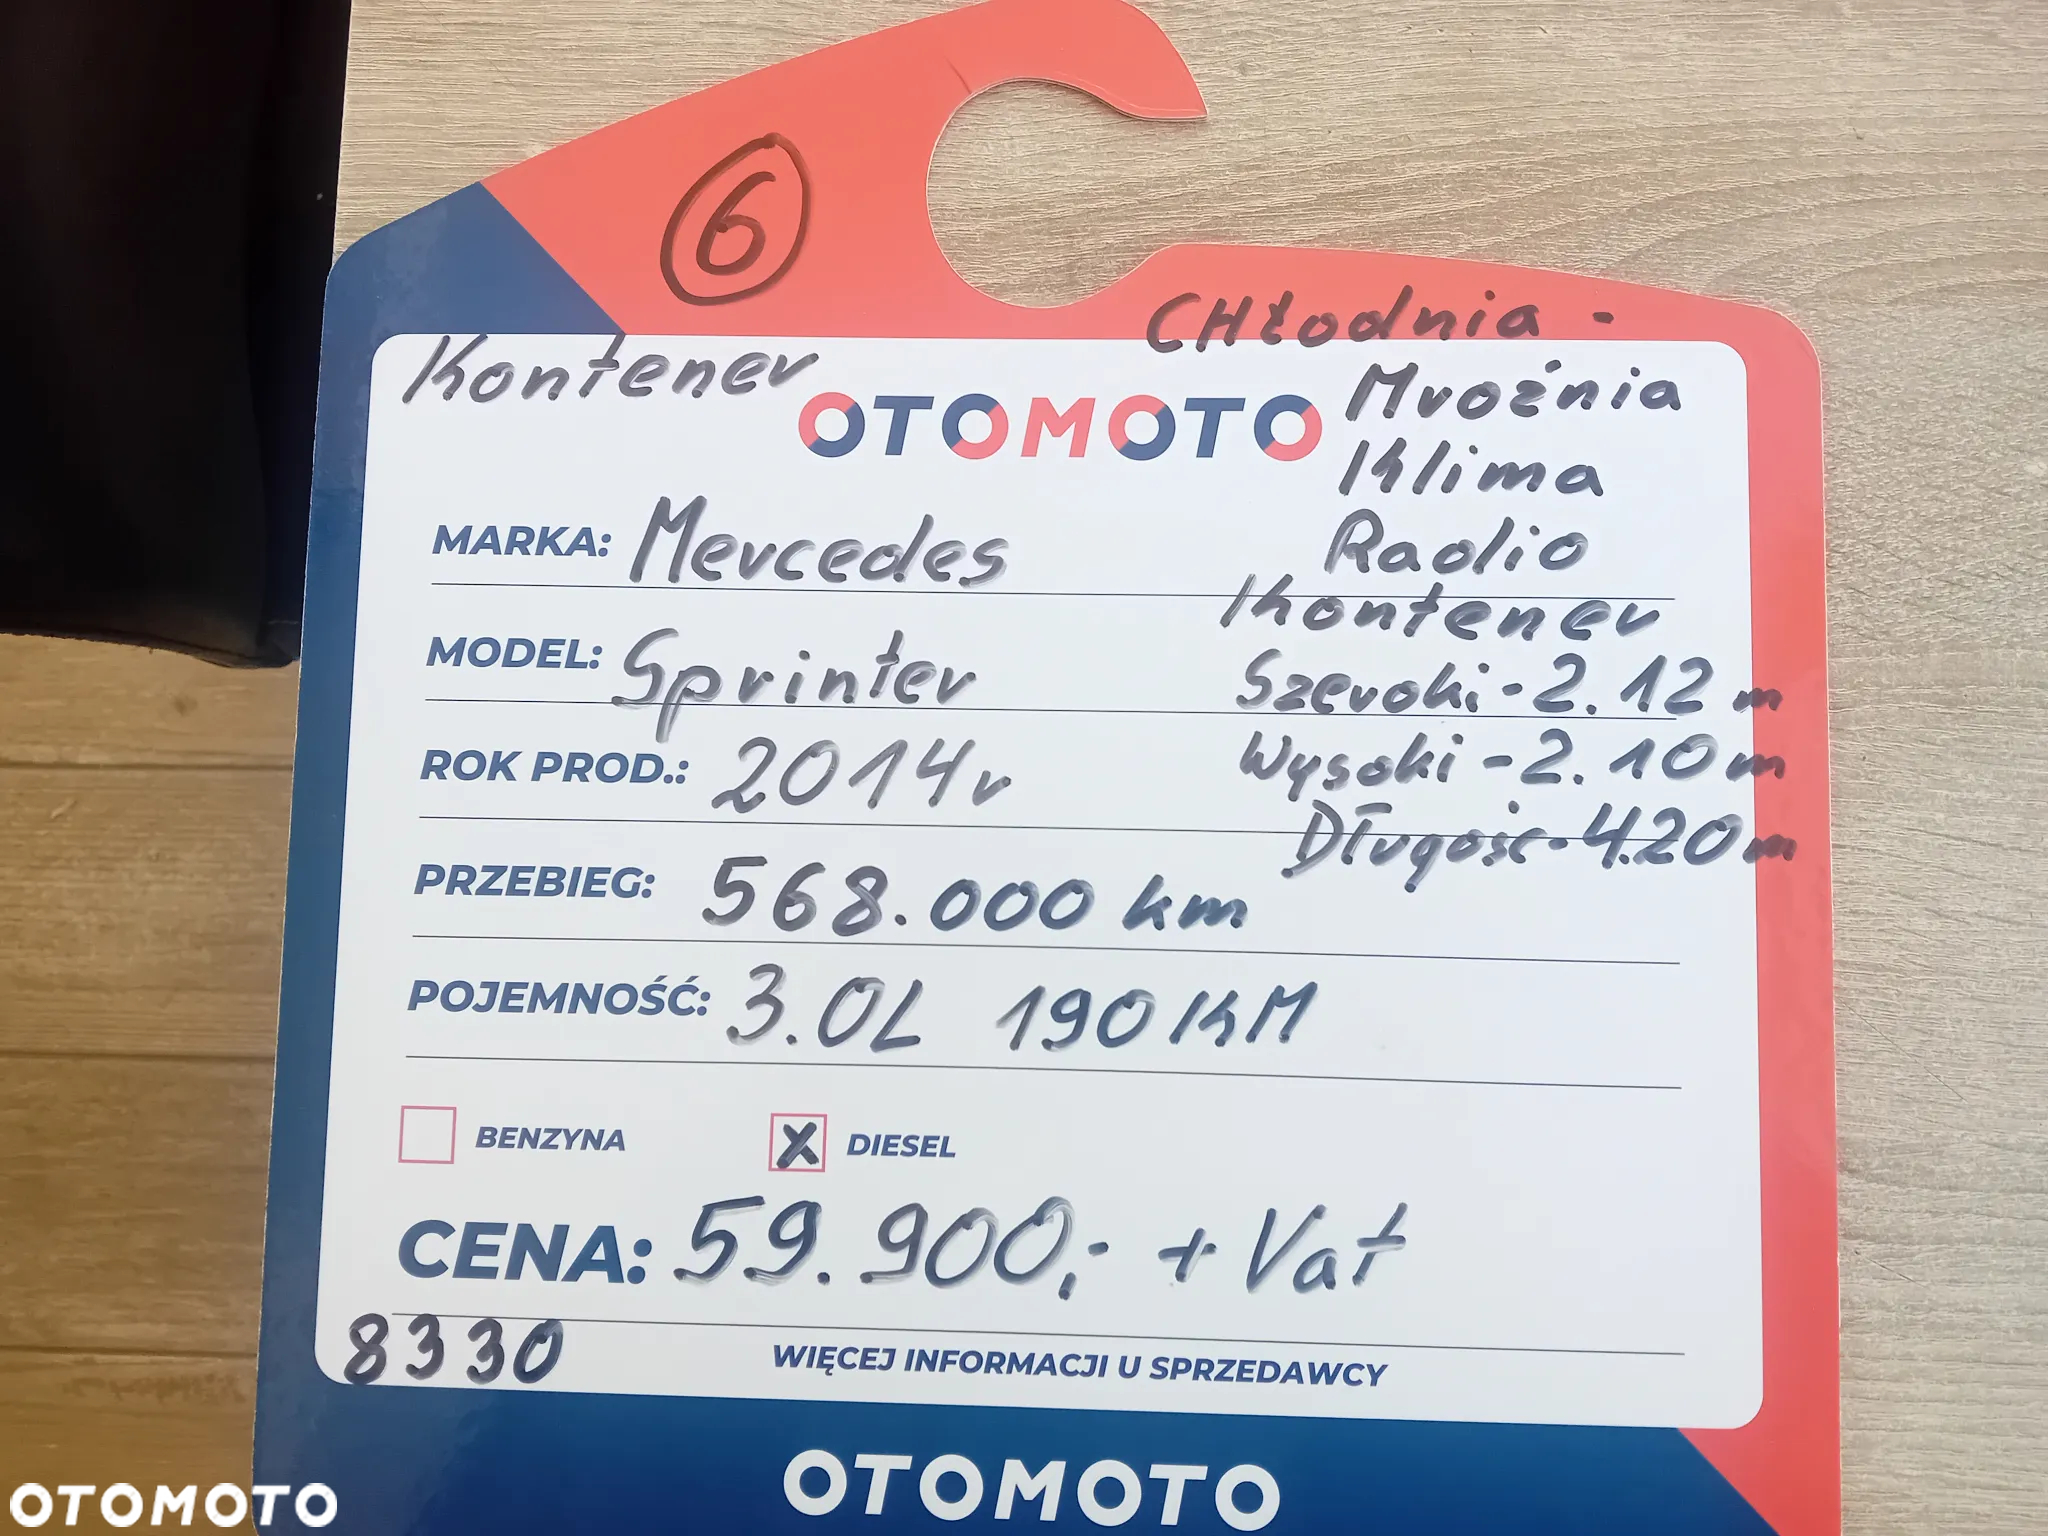 6
CHłodnia -
Kontener
OTOMOTO
Mroźnia
Klima
MARKA: Mercedes
Radio
Kontener
MODEL: Sprinter
Szeroki - 2.12 m
ROK PROD.: 2014r
Wysoki - 2.10 m
Długość - 4.20 m
PRZEBIEG: 568.000 km
POJEMNOŚĆ: 3.0L 190 KM
BENZYNA X DIESEL
CENA: 59.900,- + Vat
8330
WIĘCEJ INFORMACJI U SPRZEDAWCY
OTOMOTO
OTOMOTO